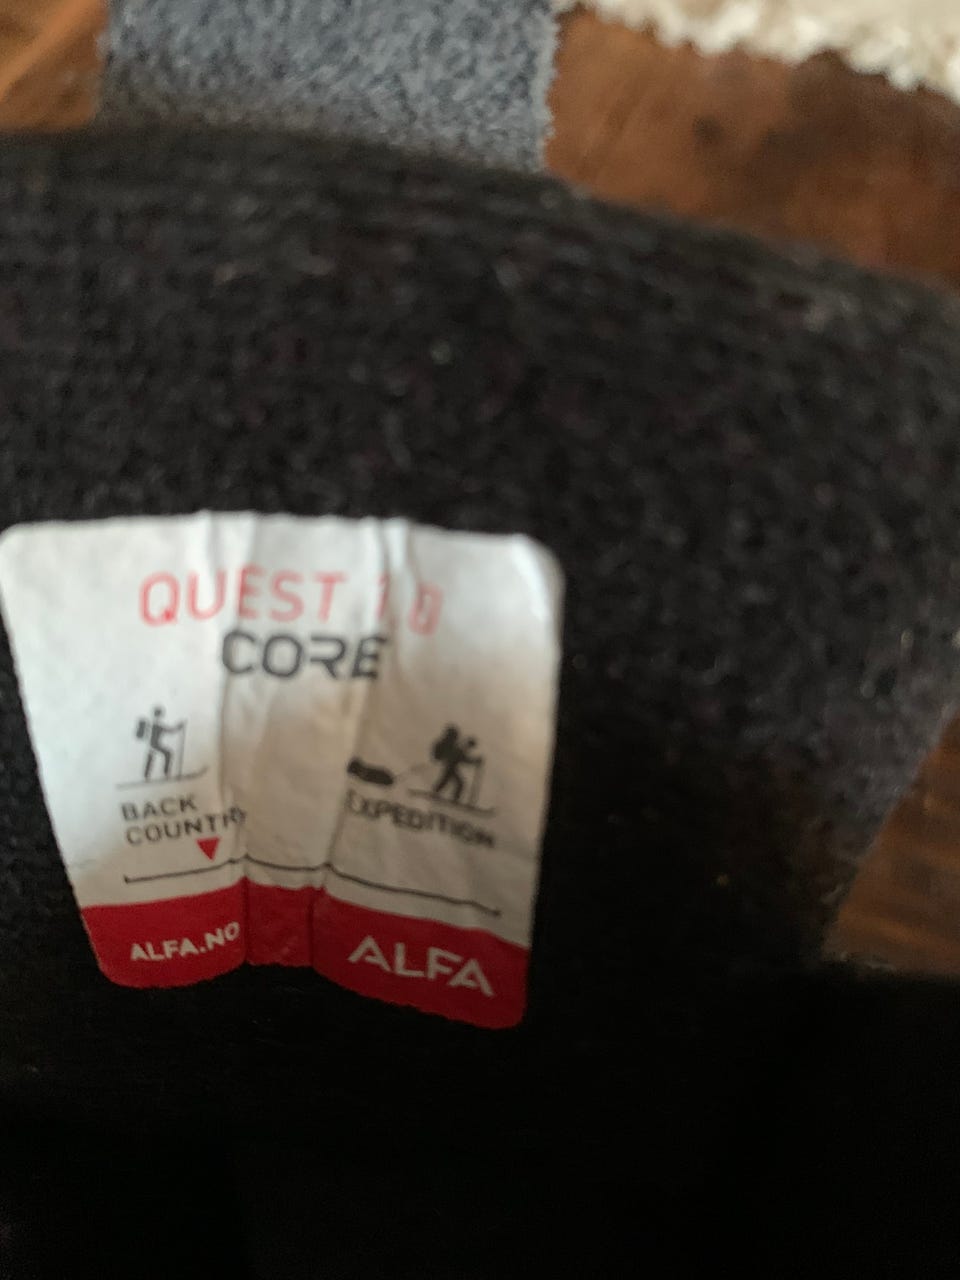 QUEST 1.0
CORE
BACK
COUNTRY
EXPEDITION
ALFA.NO
ALFA